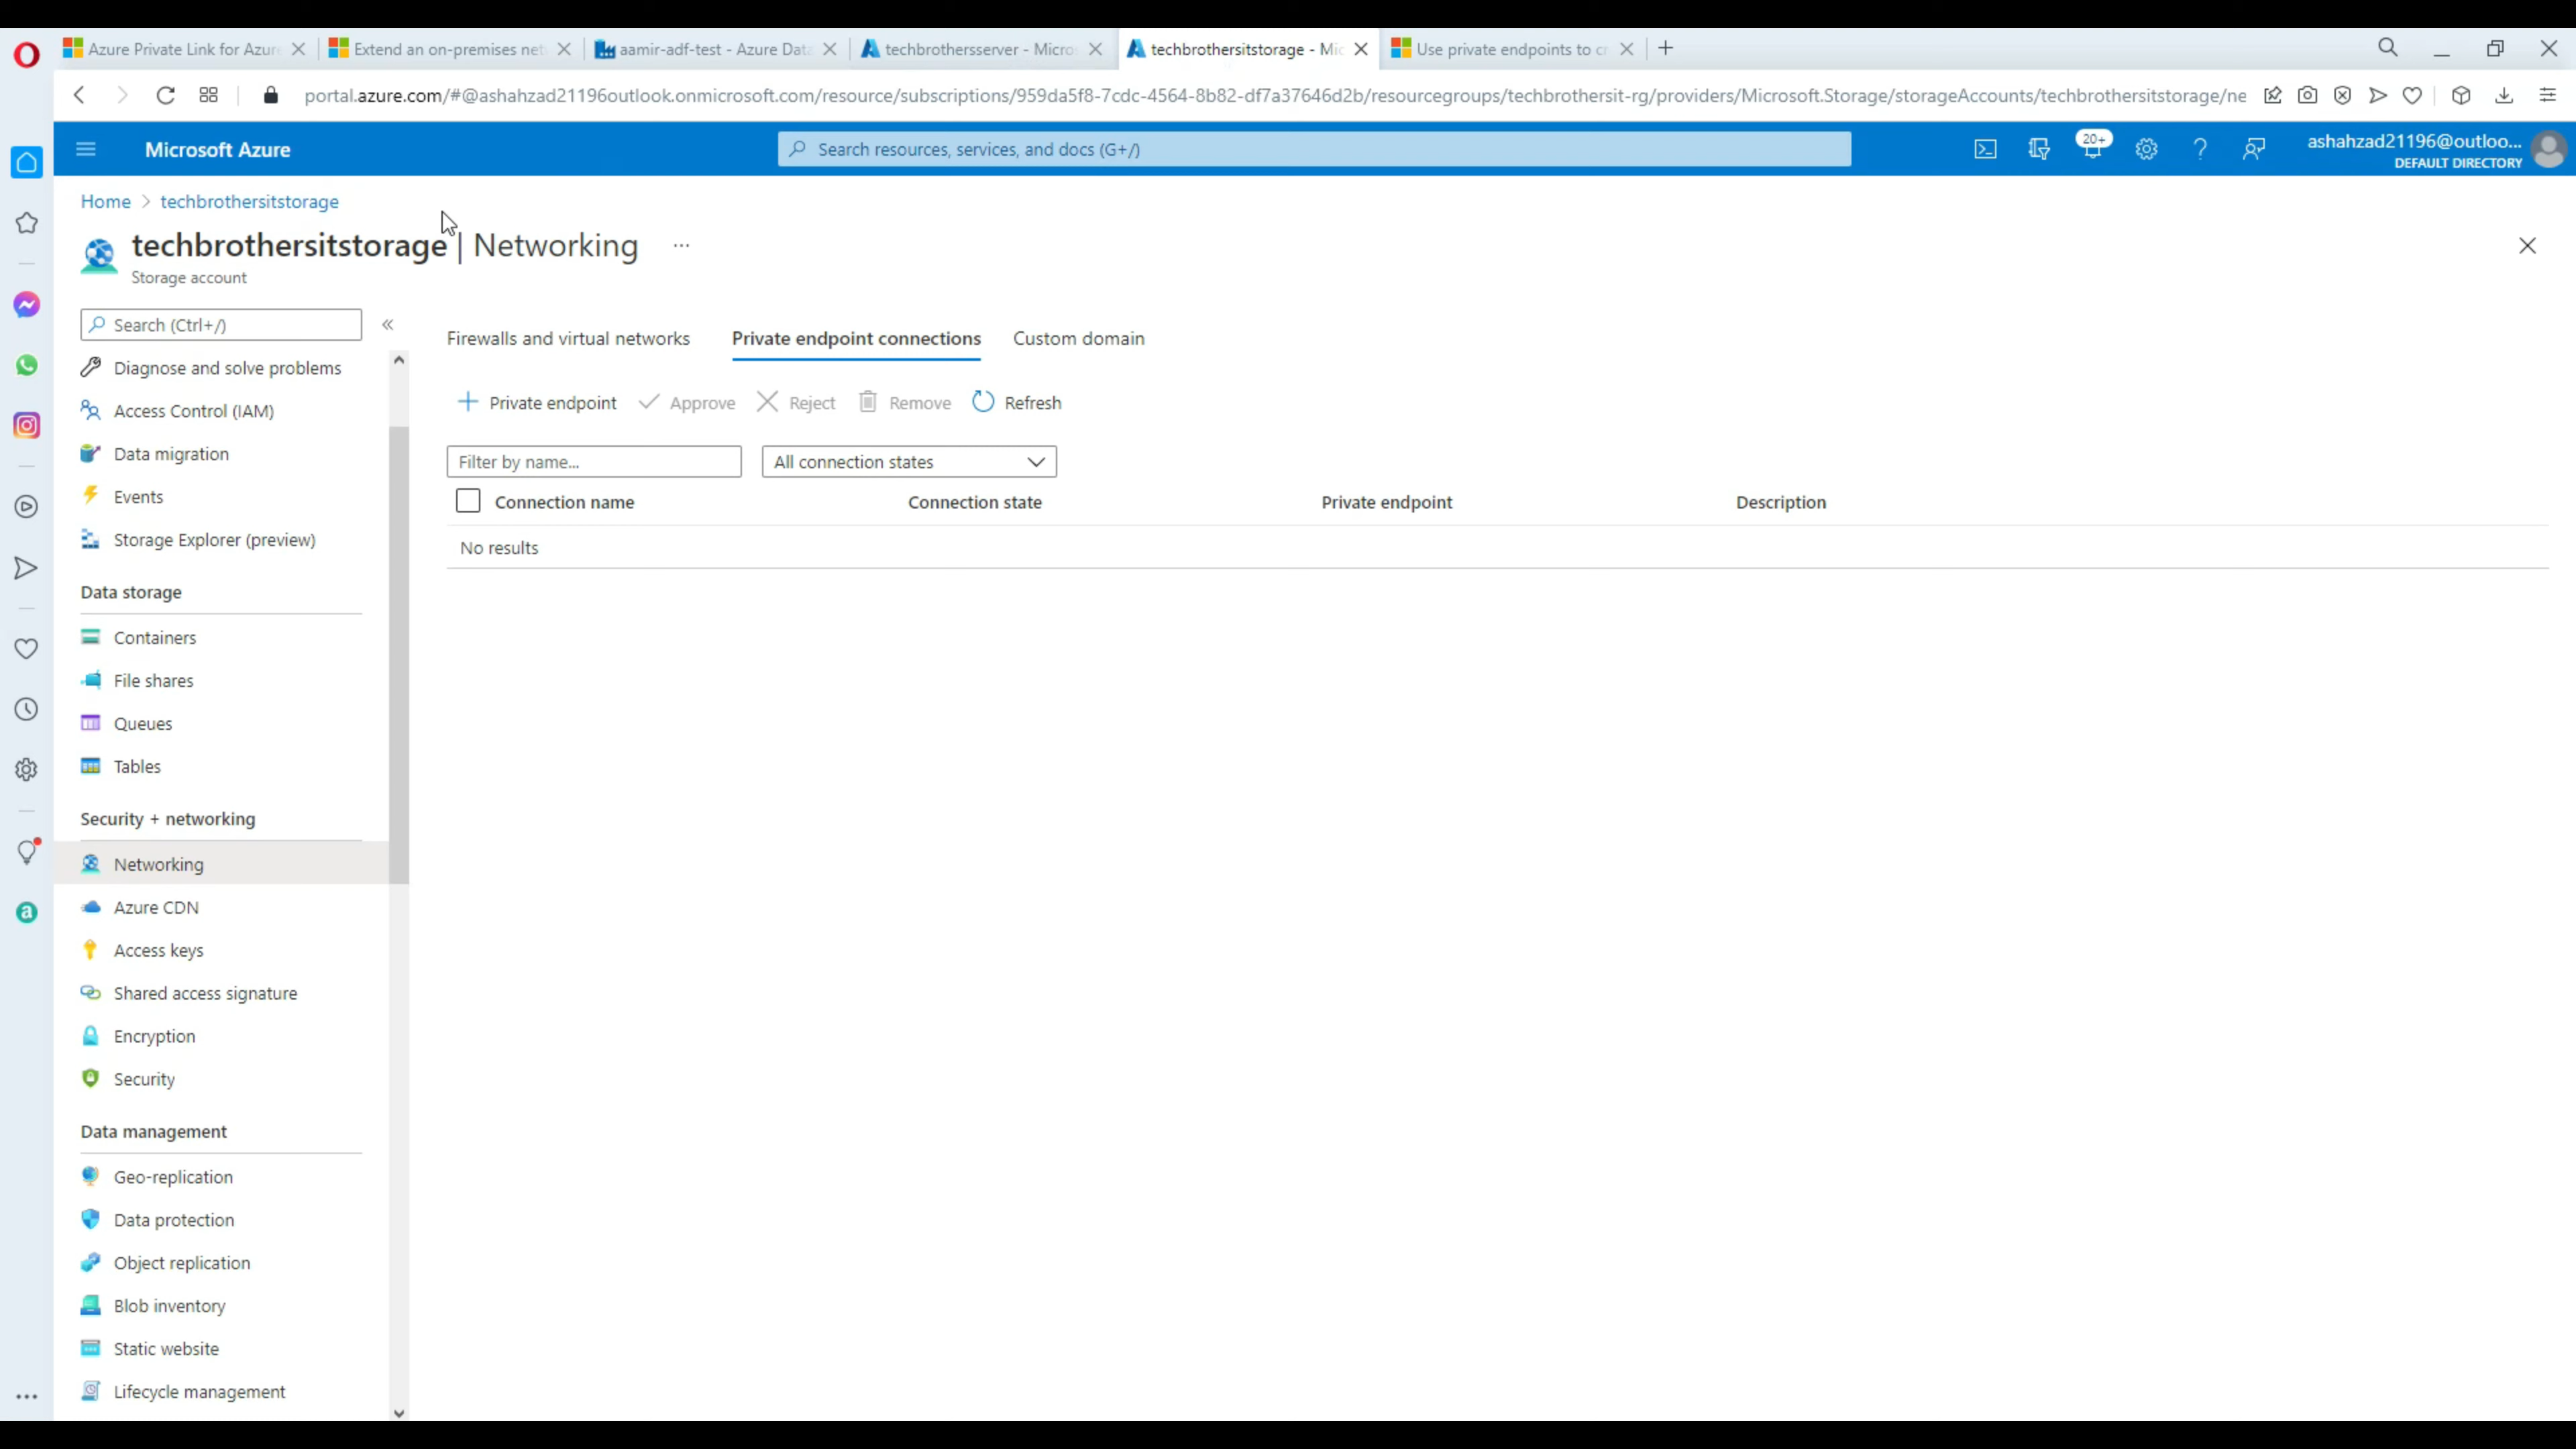 Azure Private Link for Azure
Extend an on-premises net
aamir-adf-test - Azure Data
techbrothersserver - Micro
techbrothersitstorage - Mic
Use private endpoints to cr
portal.azure.com/#@ashahzad21196outlook.onmicrosoft.com/resource/subscriptions/959da5f8-7cdc-4564-8b82-df7a37646d2b/resourcegroups/techbrothersit-rg/providers/Microsoft.Storage/storageAccounts/techbrothersitstorage/ne
Microsoft Azure
Search resources, services, and docs (G+/)
20+
ashahzad21196@outloo...
DEFAULT DIRECTORY
Home > techbrothersitstorage
techbrothersitstorage | Networking ...
Storage account
Search (Ctrl+/)
«
Diagnose and solve problems
Access Control (IAM)
Data migration
Events
Storage Explorer (preview)
Data storage
Containers
File shares
Queues
Tables
Security + networking
Networking
Azure CDN
Access keys
Shared access signature
Encryption
Security
Data management
Geo-replication
Data protection
Object replication
Blob inventory
Static website
Lifecycle management
Firewalls and virtual networks Private endpoint connections Custom domain
Private endpoint Approve Reject Remove Refresh
Filter by name... All connection states
Connection name Connection state Private endpoint Description
No results